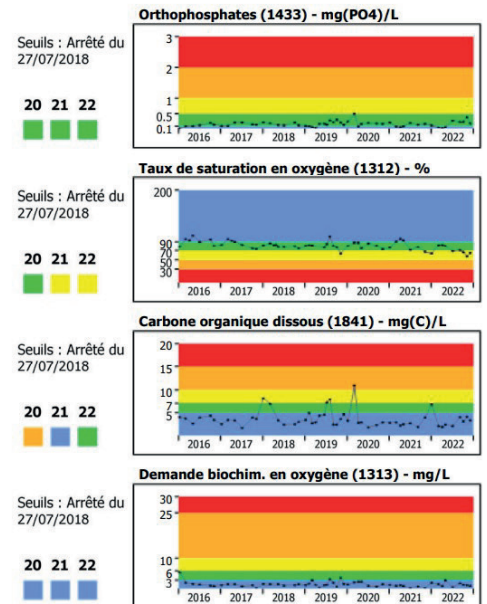 Orthophosphates (1433) - mg(PO4)/L
Seuils : Arrêté du
27/07/2018
20 21 22
3
2
1
0.5
0.1
2016 2017 2018 2019 2020 2021 2022
Taux de saturation en oxygène (1312) - %
Seuils : Arrêté du
27/07/2018
20 21 22
200
90
70
50
30
2016 2017 2018 2019 2020 2021 2022
Carbone organique dissous (1841) - mg(C)/L
Seuils : Arrêté du
27/07/2018
20 21 22
20
15
10
7
5
2016 2017 2018 2019 2020 2021 2022
Demande biochim. en oxygène (1313) - mg/L
Seuils : Arrêté du
27/07/2018
20 21 22
30
25
10
6
3
2016 2017 2018 2019 2020 2021 2022